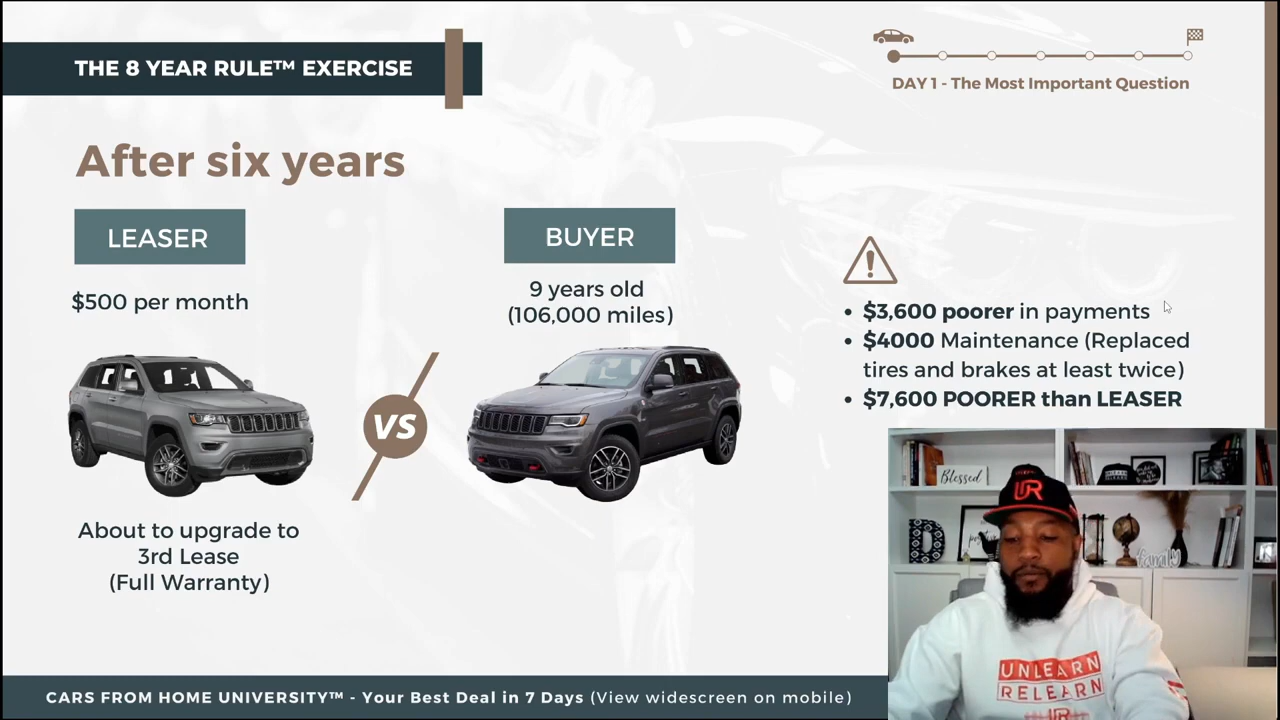 THE 8 YEAR RULE™ EXERCISE
DAY 1 - The Most Important Question
After six years
LEASER
BUYER
$500 per month
9 years old
(106,000 miles)
VS
About to upgrade to
3rd Lease
(Full Warranty)
• $3,600 poorer in payments
• $4000 Maintenance (Replaced
tires and brakes at least twice)
• $7,600 POORER than LEASER
Blessed
UR
D
family
UNLEARN
RELEARN
UR
CARS FROM HOME UNIVERSITY™ - Your Best Deal in 7 Days (View widescreen on mobile)